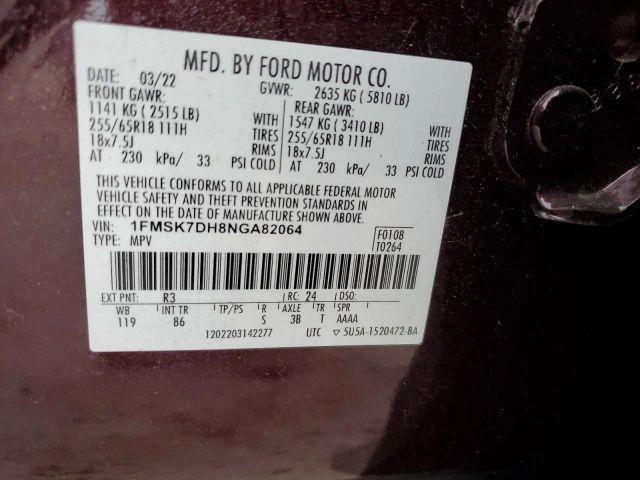 MFD. BY FORD MOTOR CO.
DATE: 03/22 GVWR: 2635 KG ( 5810 LB)
FRONT GAWR: REAR GAWR:
1141 KG ( 2515 LB) WITH 1547 KG ( 3410 LB) WITH
255/65R18 111H TIRES 255/65R18 111H TIRES
18x7.5J RIMS 18x7.5J RIMS
AT 230 kPa/ 33 PSI COLD AT 230 kPa/ 33 PSI COLD
THIS VEHICLE CONFORMS TO ALL APPLICABLE FEDERAL MOTOR
VEHICLE SAFETY AND THEFT PREVENTION STANDARDS IN
EFFECT ON THE DATE OF MANUFACTURE SHOWN ABOVE.
VIN: 1FMSK7DH8NGA82064 F0108
TYPE: MPV T0264
EXT PNT: R3 RC: 24 DSO:
WB INT TR TP/PS R AXLE TR SPR
119 86 S 3B T AAAA
1202203142277 UTC ▽ 5U5A-1520472-BA